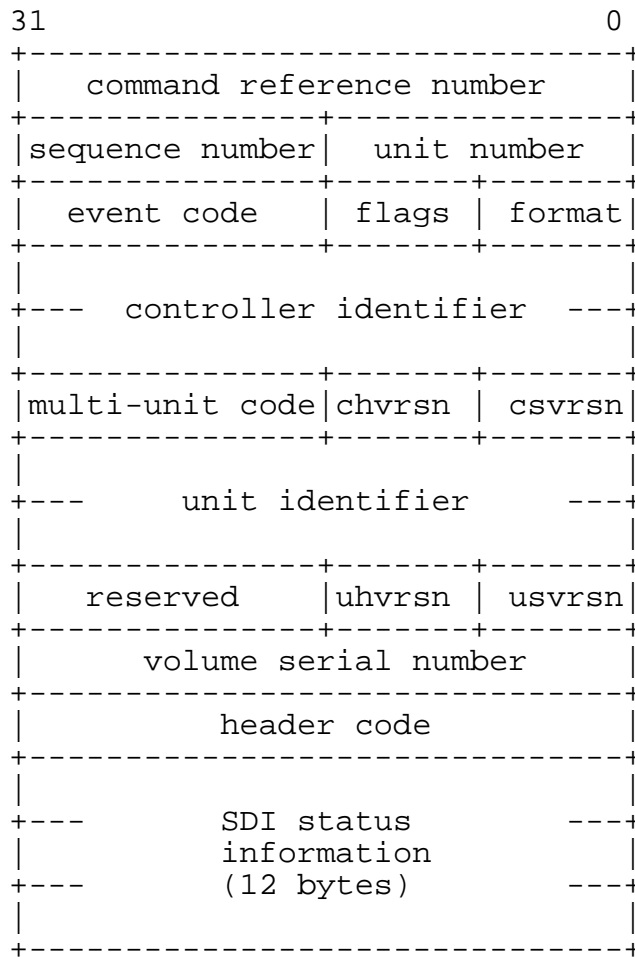 31 0
command reference number
sequence number unit number
event code flags format
controller identifier
multi-unit code chvrsn csvrsn
unit identifier
reserved uhvrsn usvrsn
volume serial number
header code
SDI status
information
(12 bytes)